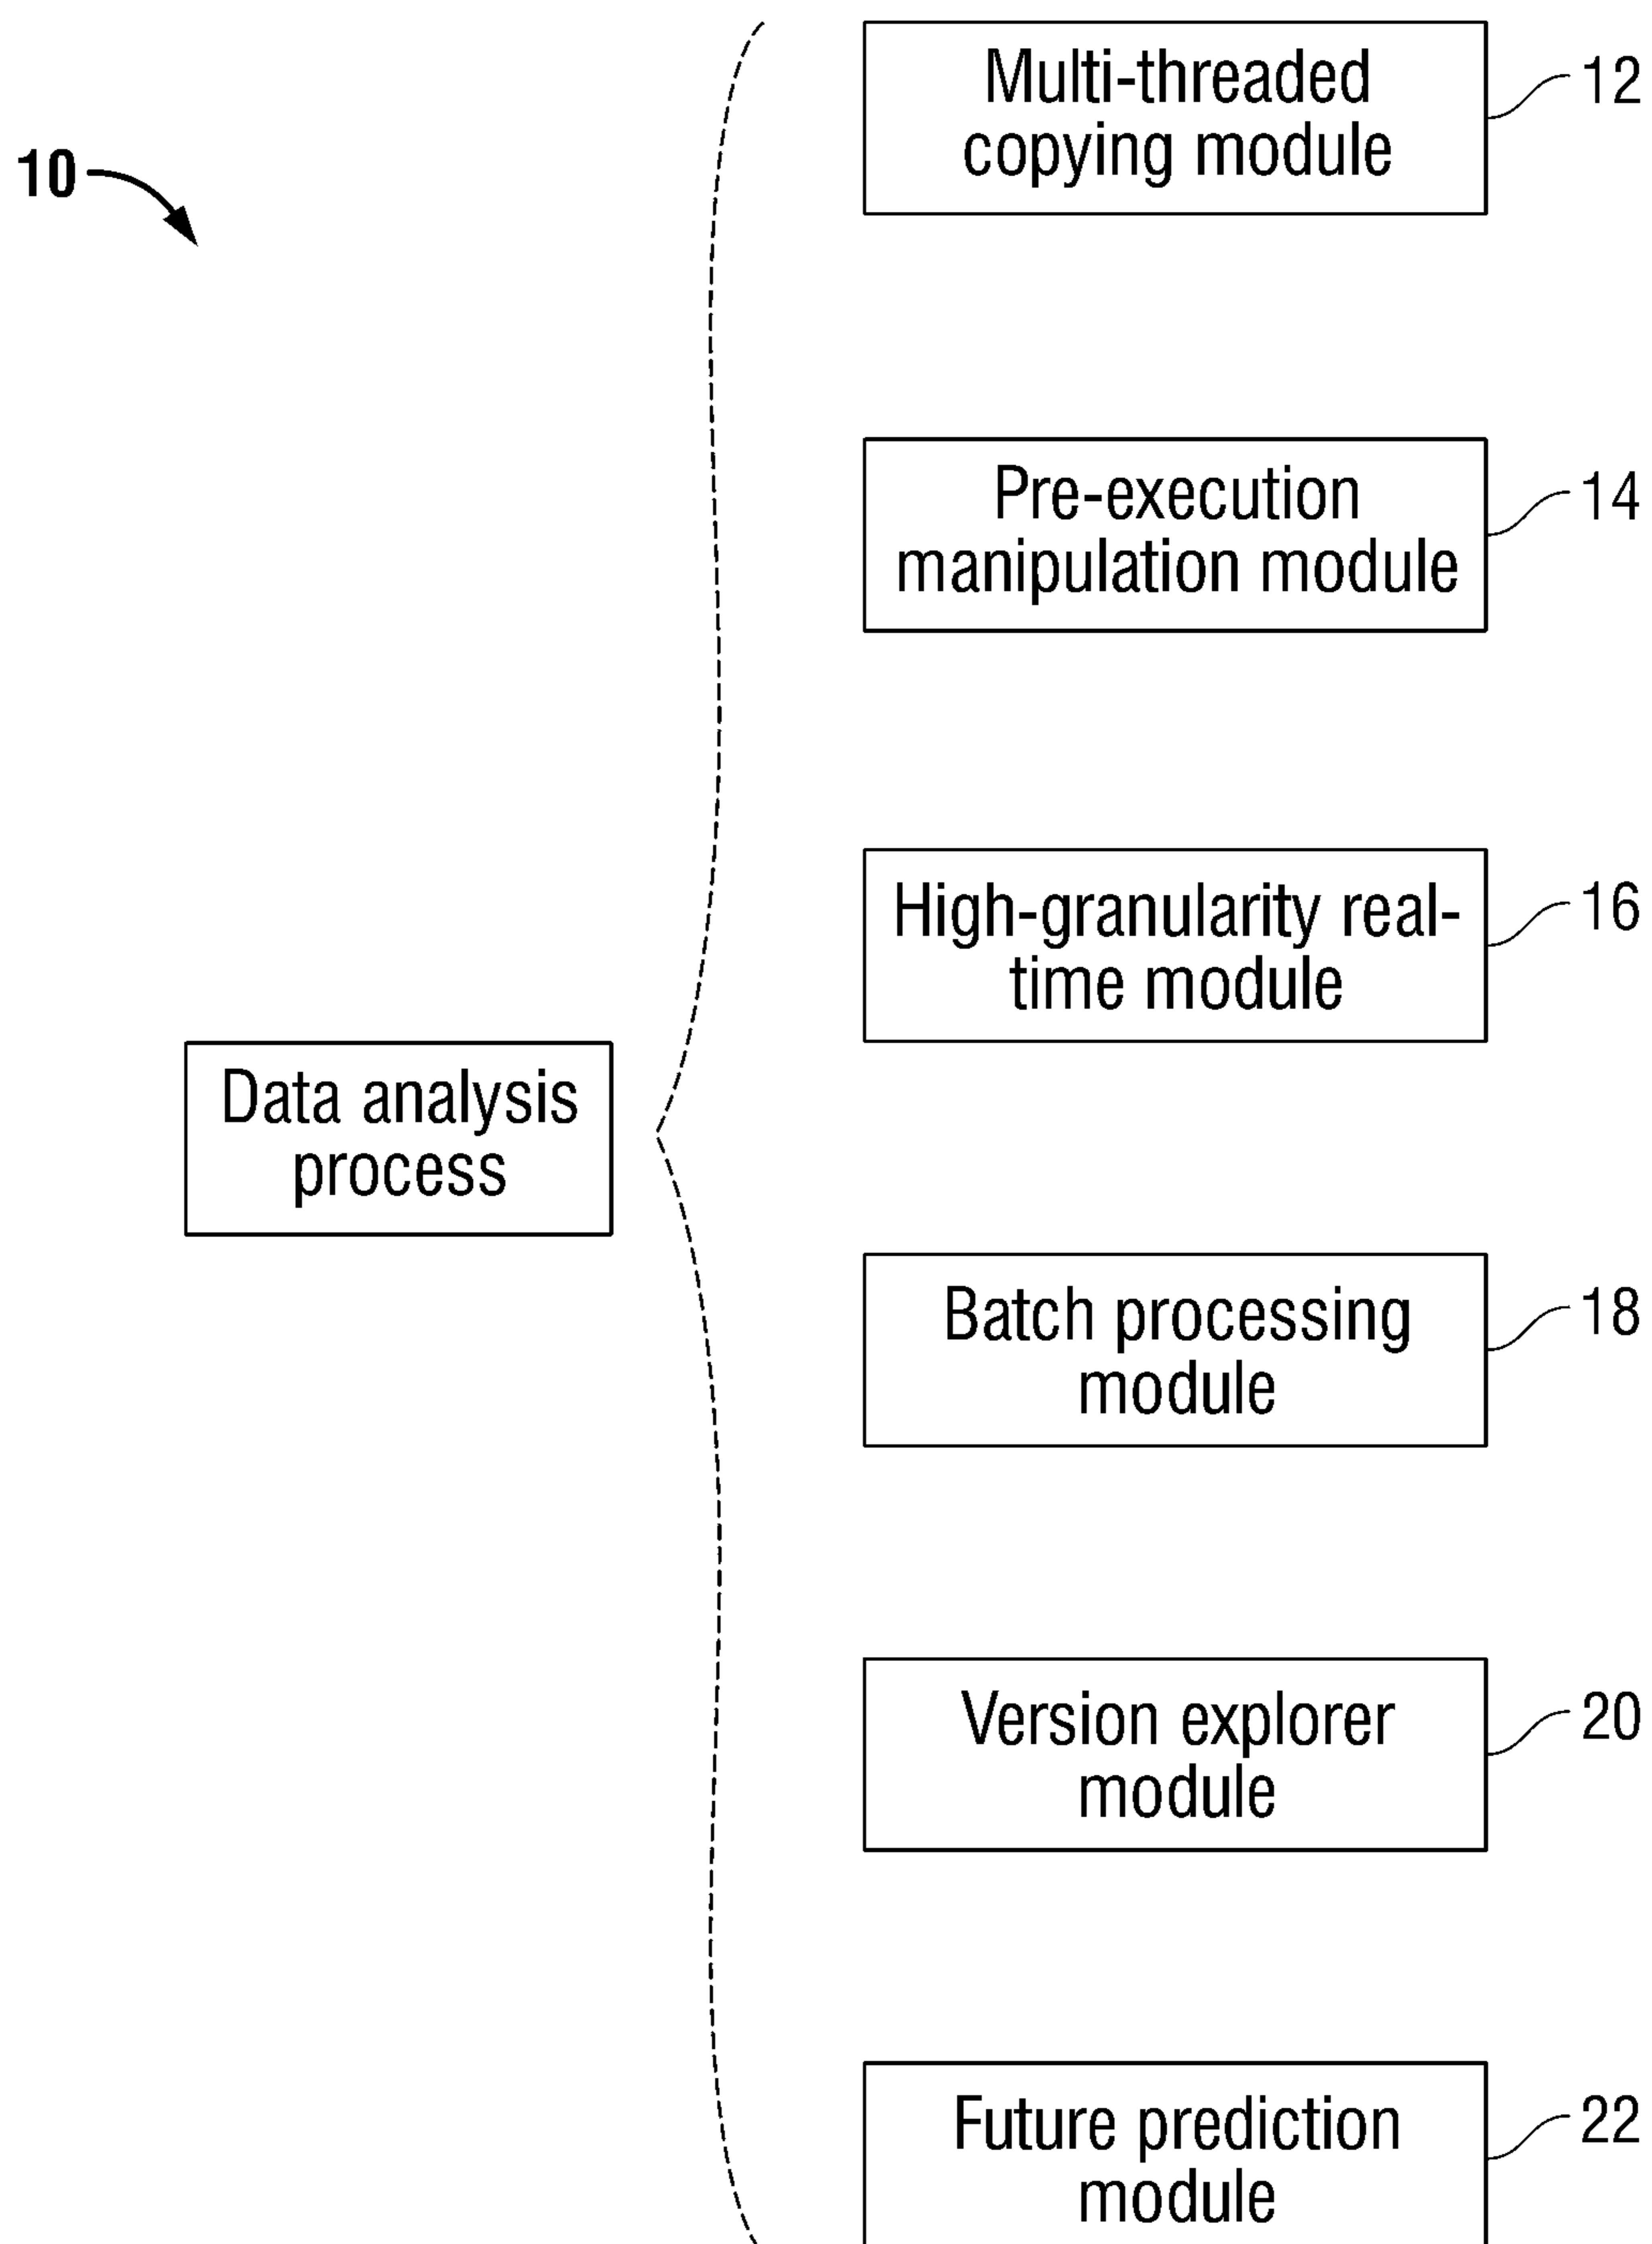 10
Multi-threaded
copying module
12
Pre-execution
manipulation module
14
High-granularity real-
time module
16
Data analysis
process
Batch processing
module
18
Version explorer
module
20
Future prediction
module
22